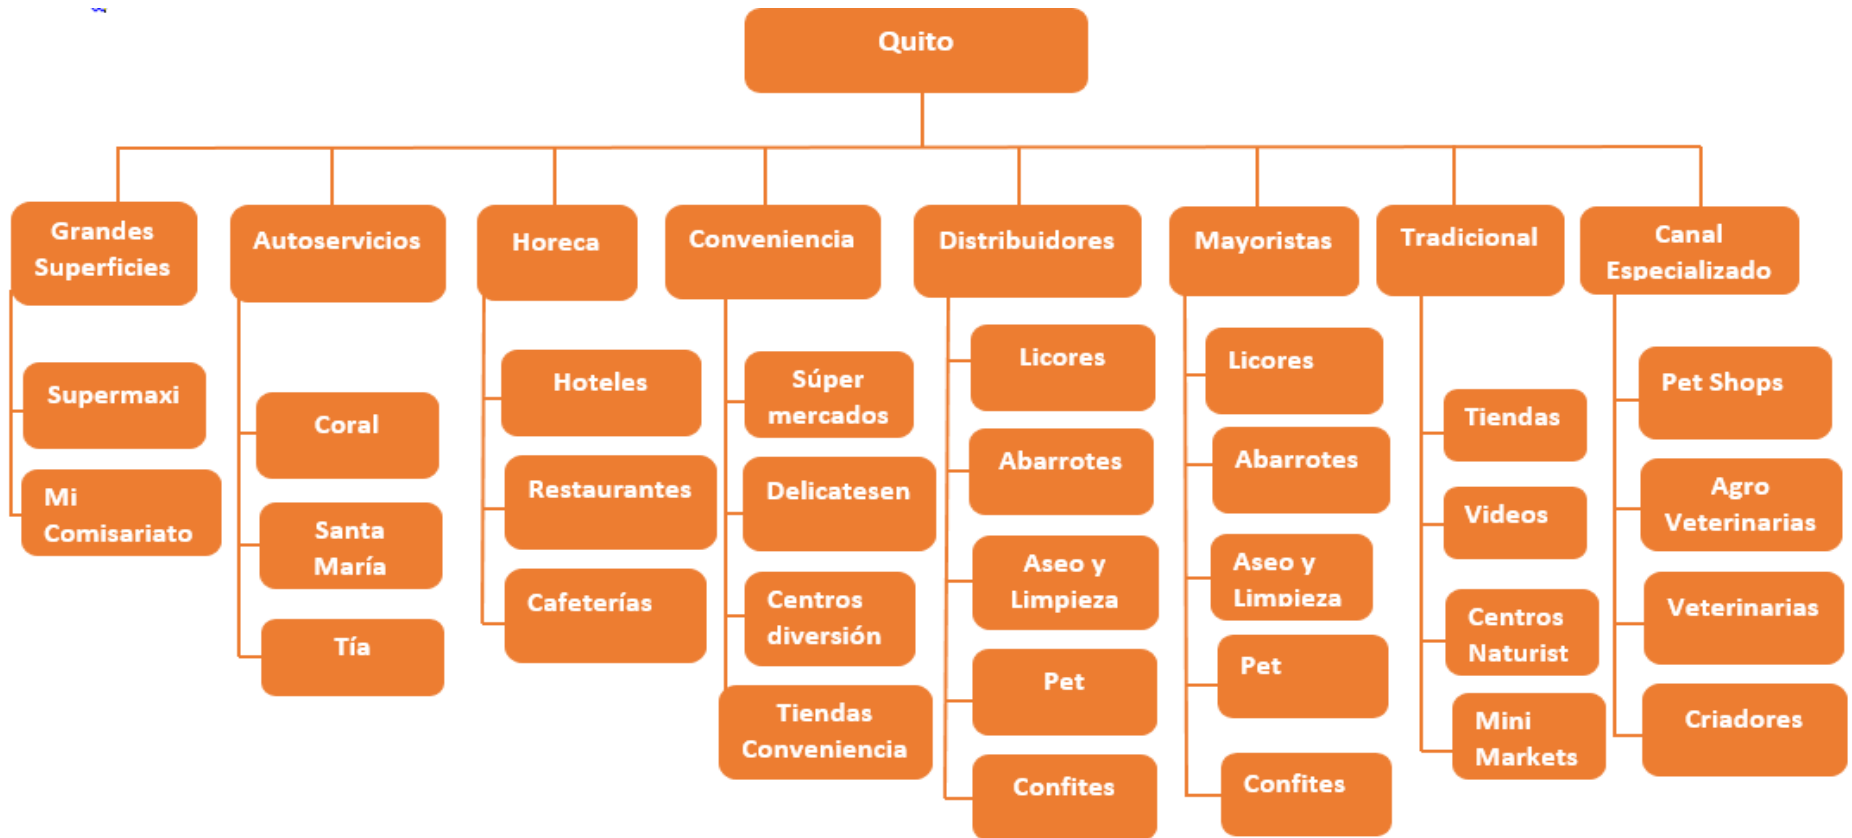 Quito
Grandes
Superficies
Autoservicios
Horeca
Conveniencia
Distribuidores
Mayoristas
Tradicional
Canal
Especializado
Supermaxi
Mi
Comisariato
Coral
Santa
María
Tía
Hoteles
Restaurantes
Cafeterías
Súper
mercados
Delicatesen
Centros
diversión
Tiendas
Conveniencia
Licores
Abarrotes
Aseo y
Limpieza
Pet
Confites
Licores
Abarrotes
Aseo y
Limpieza
Pet
Confites
Tiendas
Videos
Centros
Naturist
Mini
Markets
Pet Shops
Agro
Veterinarias
Veterinarias
Criadores